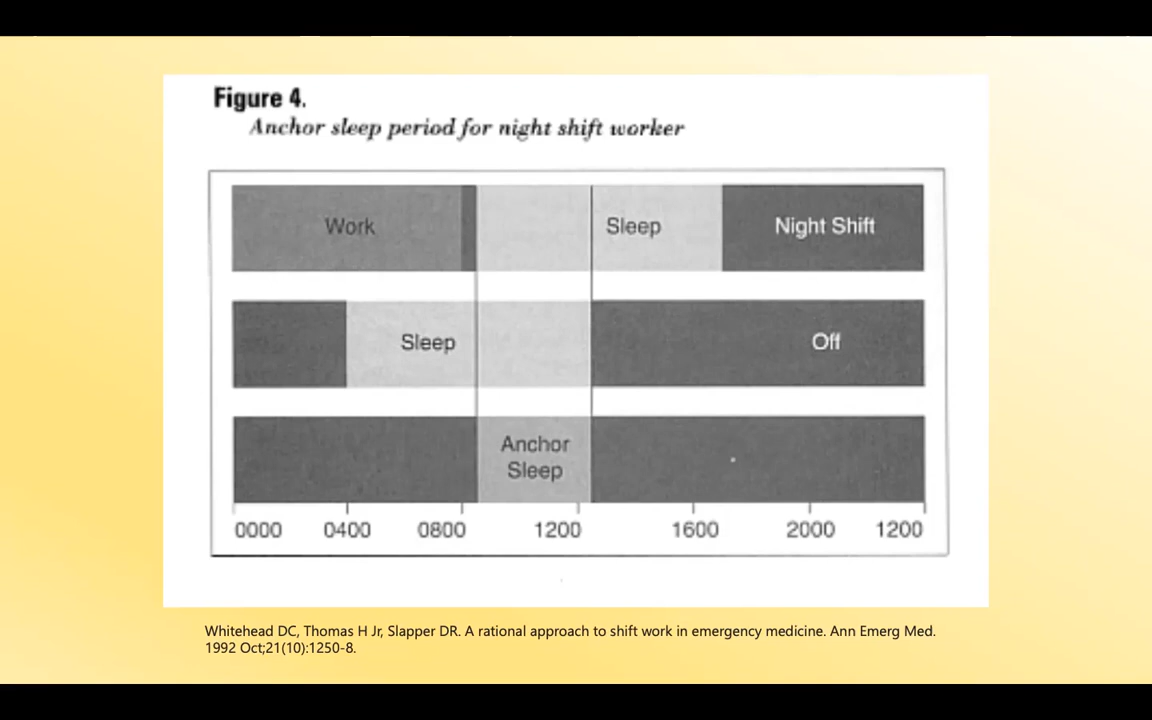 Figure 4.
Anchor sleep period for night shift worker
Work
Sleep
Night Shift
Sleep
Off
Anchor
Sleep
0000 0400 0800 1200 1600 2000 1200
Whitehead DC, Thomas H Jr, Slapper DR. A rational approach to shift work in emergency medicine. Ann Emerg Med.
1992 Oct;21(10):1250-8.